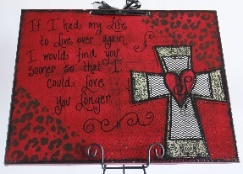 If I had my life
to live over again
I would find you
sooner so that I
could love
you longer